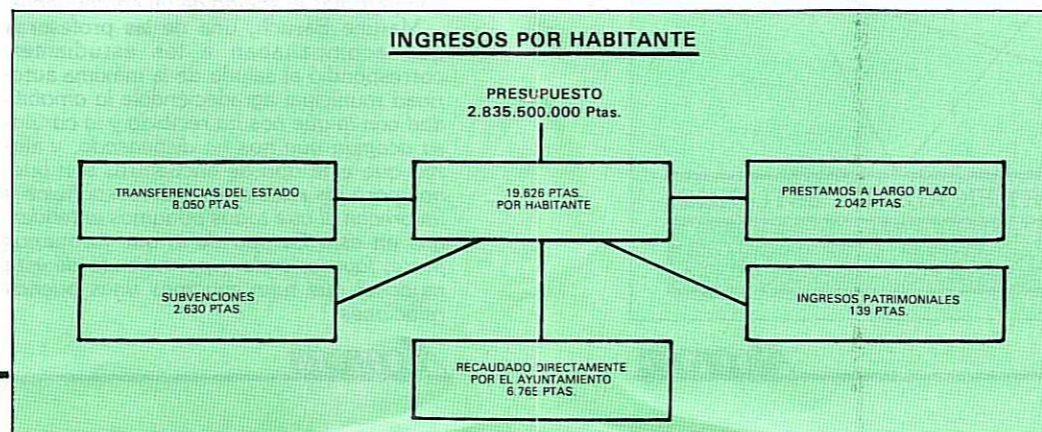 INGRESOS POR HABITANTE
PRESUPUESTO
2.835.500.000 Ptas.
TRANSFERENCIAS DEL ESTADO
8.050 PTAS.
19.626 PTAS.
POR HABITANTE
PRESTAMOS A LARGO PLAZO
2.042 PTAS.
SUBVENCIONES
2.630 PTAS.
INGRESOS PATRIMONIALES
139 PTAS.
RECAUDADO DIRECTAMENTE
POR EL AYUNTAMIENTO
6.765 PTAS.